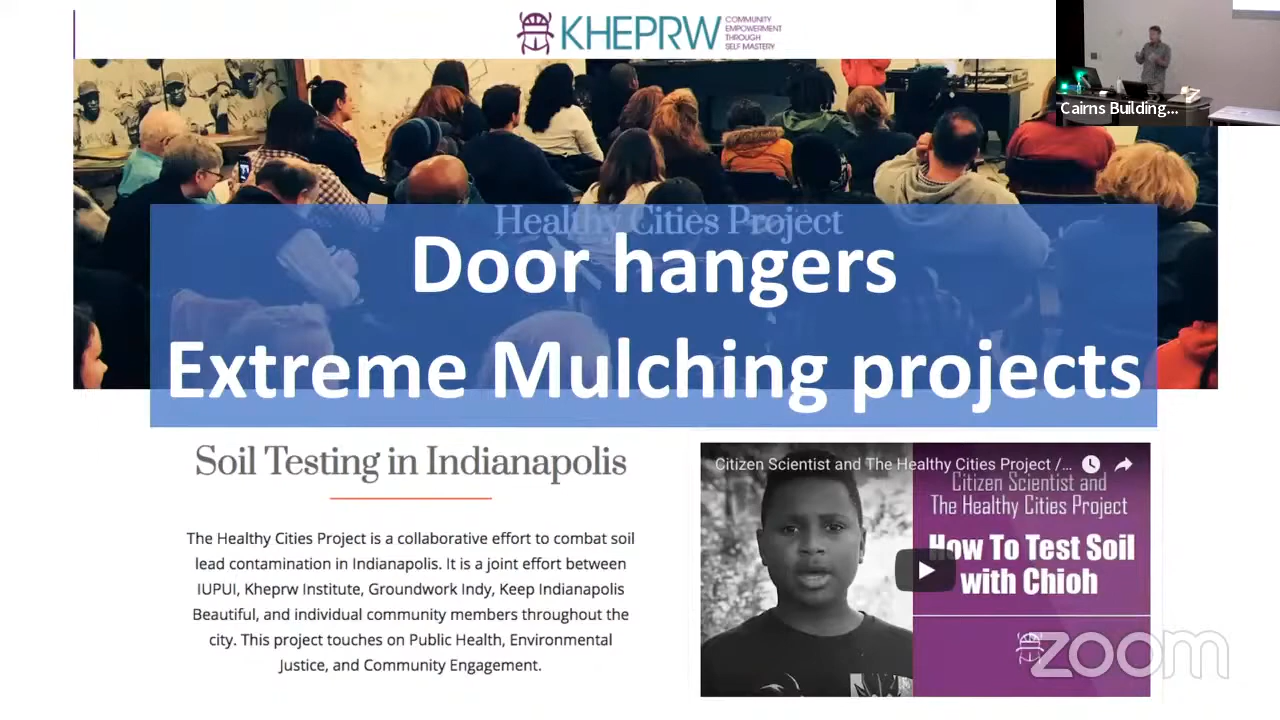 KHEPRW
COMMUNITY
EMPOWERMENT
THROUGH
SELF MASTERY
Cairns Building...
Healthy Cities Project
Door hangers
Extreme Mulching projects
Soil Testing in Indianapolis
The Healthy Cities Project is a collaborative effort to combat soil
lead contamination in Indianapolis. It is a joint effort between
IUPUI, Kheprw Institute, Groundwork Indy, Keep Indianapolis
Beautiful, and individual community members throughout the
city. This project touches on Public Health, Environmental
Justice, and Community Engagement.
Citizen Scientist and The Healthy Cities Project /...
Citizen Scientist and
The Healthy Cities Project
How To Test Soil
with Chioh
zoom